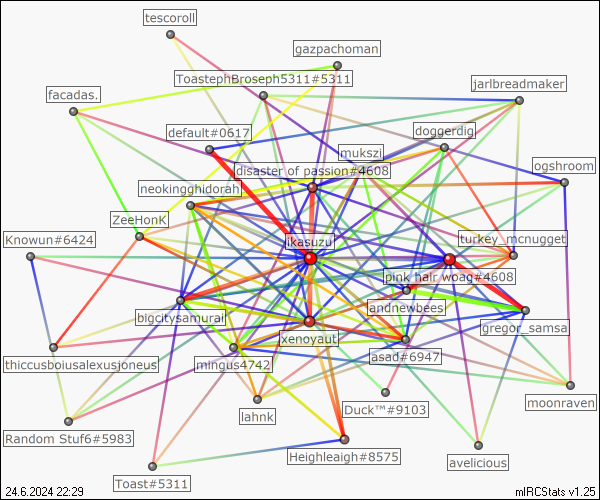 tescoroll
gazpachoman
ToastephBroseph5311#5311
jarlbreadmaker
facadas.
default#0617
doggerdig
mukszi
disaster of passion#4608
ogshroom
neokingghidorah
ZeeHonK
Knowun#6424
ikasuzu
turkey_mcnugget
pink hair woag#4608
andnewbees
bigcitysamurai
gregor_samsa
xenoyaut
thiccusboiusalexusjoneus
mingus4742
asad#6947
moonraven
lahnk
Duck™#9103
Random Stuf6#5983
Heighleaigh#8575
avelicious
Toast#5311
24.6.2024 22:29
mIRCStats v1.25